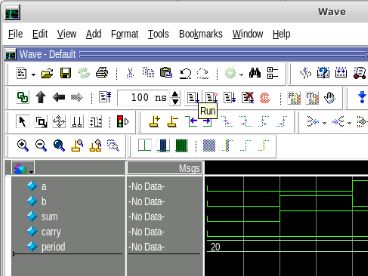 Wave
File Edit View Add Format Tools Bookmarks Window Help
Wave - Default
100 ns
Run
Msgs
a -No Data-
b -No Data-
sum -No Data-
carry -No Data-
period -No Data- 20